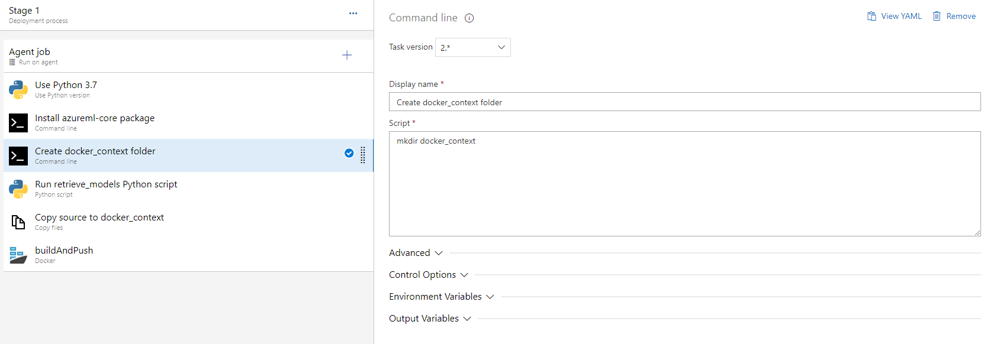 Stage 1
Deployment process
Agent job
Run on agent
Use Python 3.7
Use Python version
Install azureml-core package
Command line
Create docker_context folder
Command line
Run retrieve_models Python script
Python script
Copy source to docker_context
Copy files
buildAndPush
Docker
Command line
View YAML
Remove
Task version 2.*
Display name *
Create docker_context folder
Script *
mkdir docker_context
Advanced
Control Options
Environment Variables
Output Variables